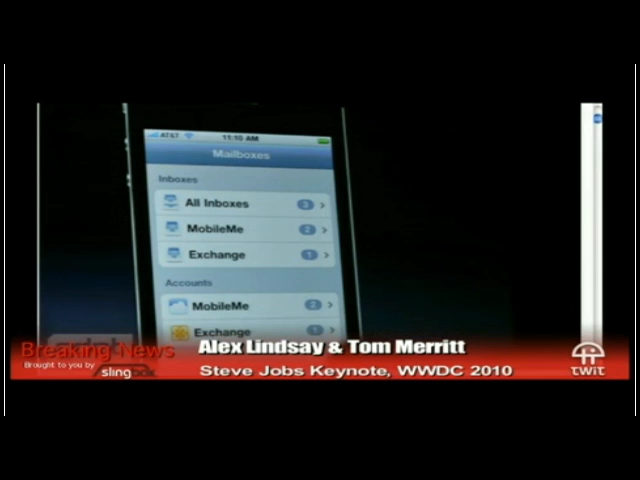 AT&T 11:10 AM
Mailboxes
Inboxes
All Inboxes 3
MobileMe 2
Exchange 1
Accounts
MobileMe 2
Exchange 1
Breaking News
Brought to you by slingbox
Alex Lindsay & Tom Merritt
Steve Jobs Keynote, WWDC 2010
TWiT